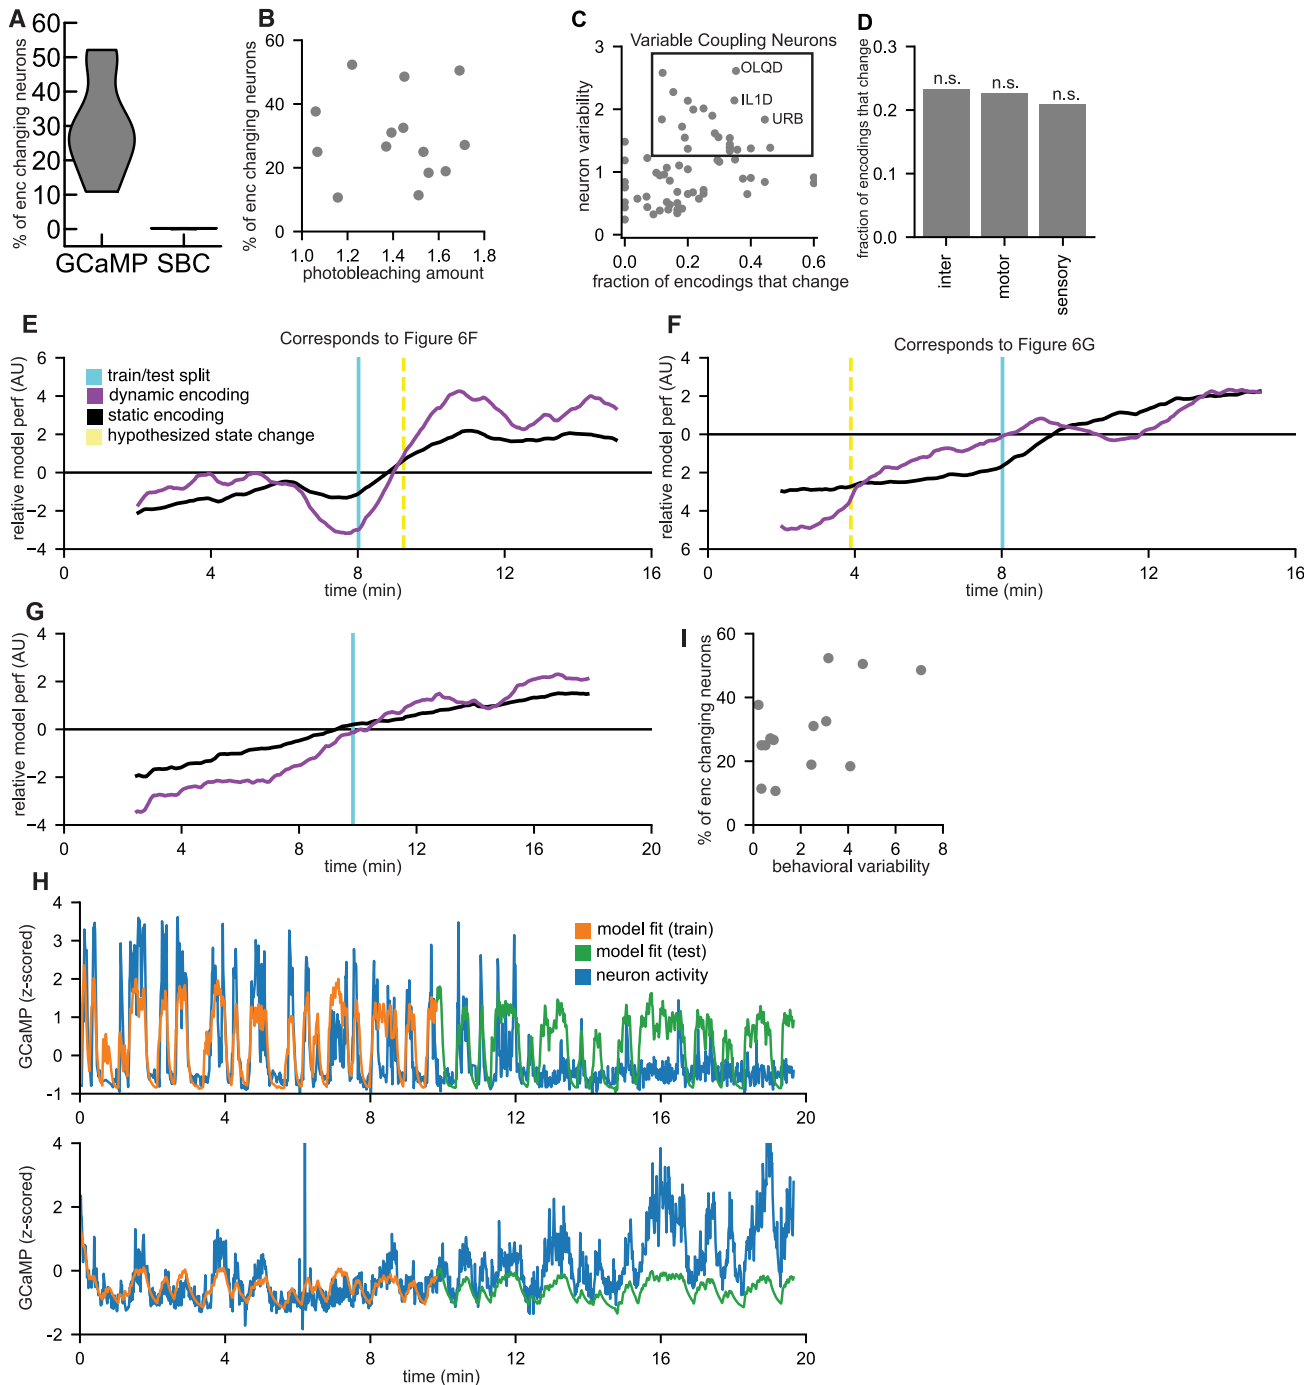 A
% of enc changing neurons
60
50
40
30
20
10
0
GCaMP
SBC
B
% of enc changing neurons
60
40
20
0
1.0
1.2
1.4
1.6
1.8
photobleaching amount
C
Variable Coupling Neurons
neuron variability
3
2
1
0
OLQD
IL1D
URB
0.0
0.2
0.4
0.6
fraction of encodings that change
D
fraction of encodings that change
0.3
0.2
0.1
0.0
n.s.
n.s.
n.s.
inter
motor
sensory
E
Corresponds to Figure 6F
relative model perf (AU)
6
4
2
0
−2
−4
train/test split
dynamic encoding
static encoding
hypothesized state change
0
4
8
12
16
time (min)
F
Corresponds to Figure 6G
relative model perf (AU)
4
2
0
2
4
6
0
4
8
12
16
time (min)
G
relative model perf (AU)
4
2
0
−2
−4
0
4
8
12
16
20
time (min)
I
% of enc changing neurons
60
40
20
0
0
2
4
6
8
behavioral variability
H
GCaMP (z-scored)
4
3
2
1
0
-1
model fit (train)
model fit (test)
neuron activity
0
4
8
12
16
20
GCaMP (z-scored)
4
2
0
-2
0
4
8
12
16
20
time (min)